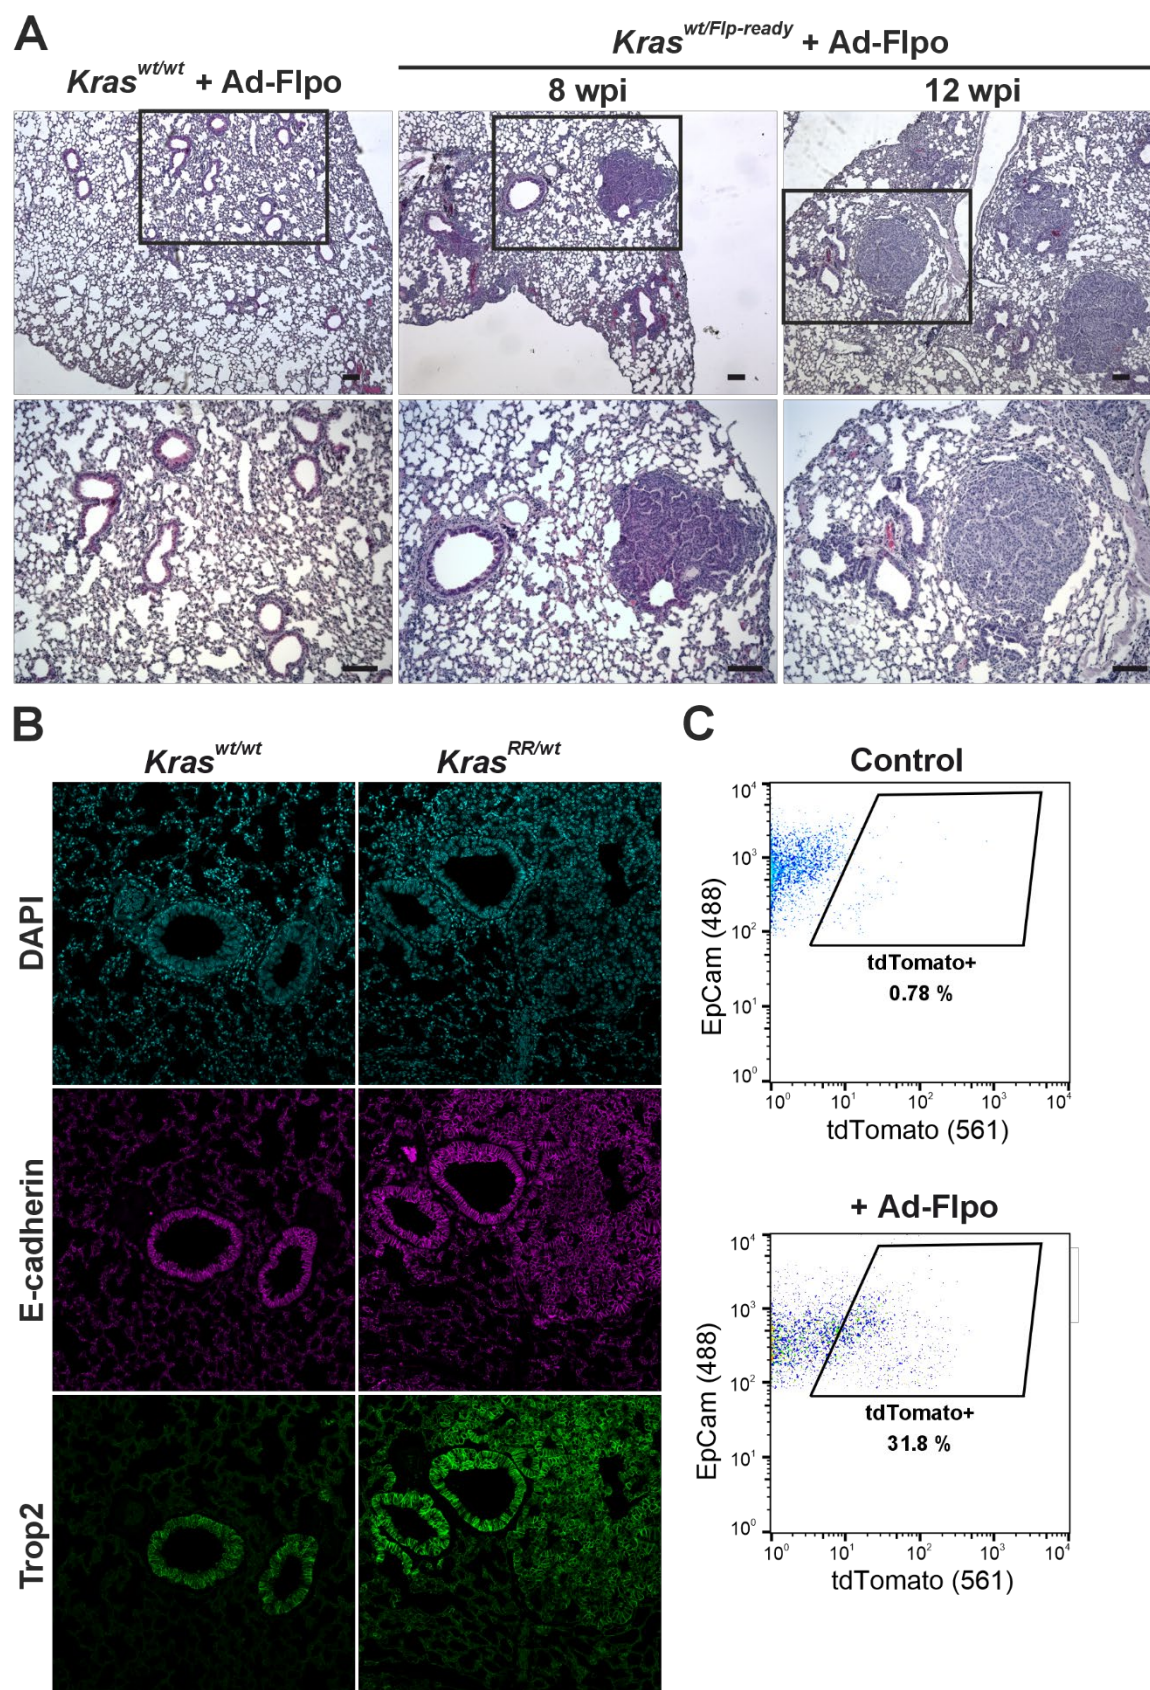 A
Kras wt/wt + Ad-Flpo
Kras wt/Flp-ready + Ad-Flpo
8 wpi
12 wpi
B
Kras wt/wt
Kras RR/wt
DAPI
E-cadherin
Trop2
C
Control
10^4
10^3
10^2
10^1
10^0
EpCam (488)
tdTomato+
0.78 %
10^0 10^1 10^2 10^3 10^4
tdTomato (561)
+ Ad-Flpo
10^4
10^3
10^2
10^1
10^0
EpCam (488)
tdTomato+
31.8 %
10^0 10^1 10^2 10^3 10^4
tdTomato (561)